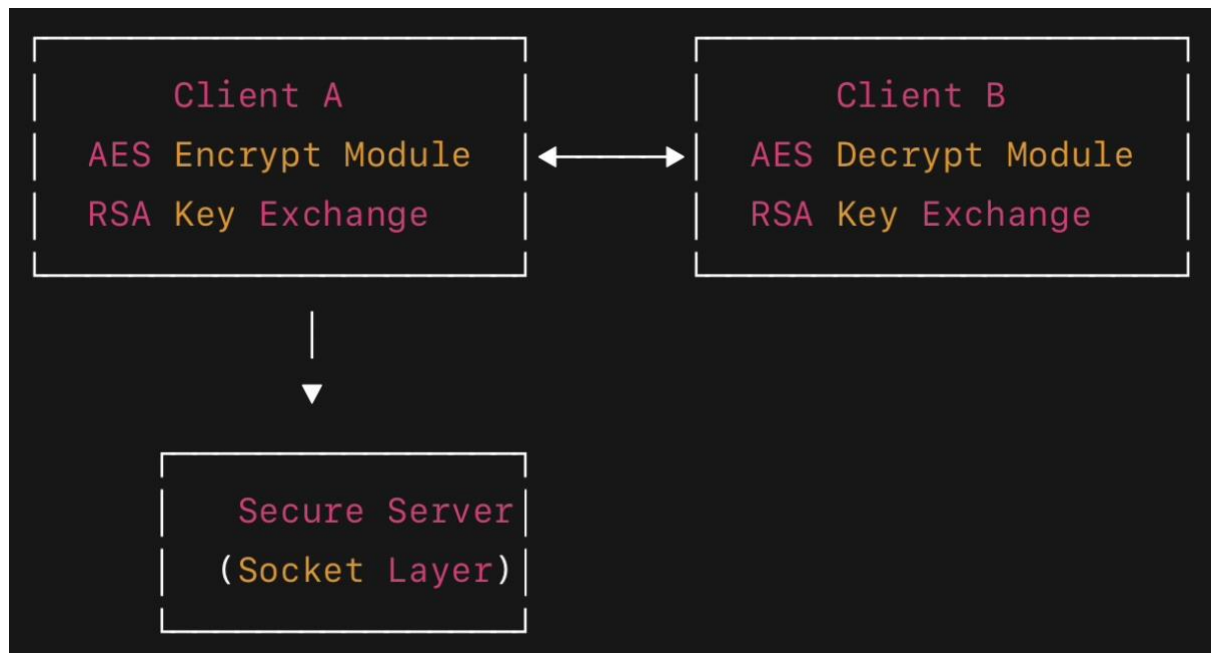 Client A
AES Encrypt Module
RSA Key Exchange
Client B
AES Decrypt Module
RSA Key Exchange
Secure Server
(Socket Layer)